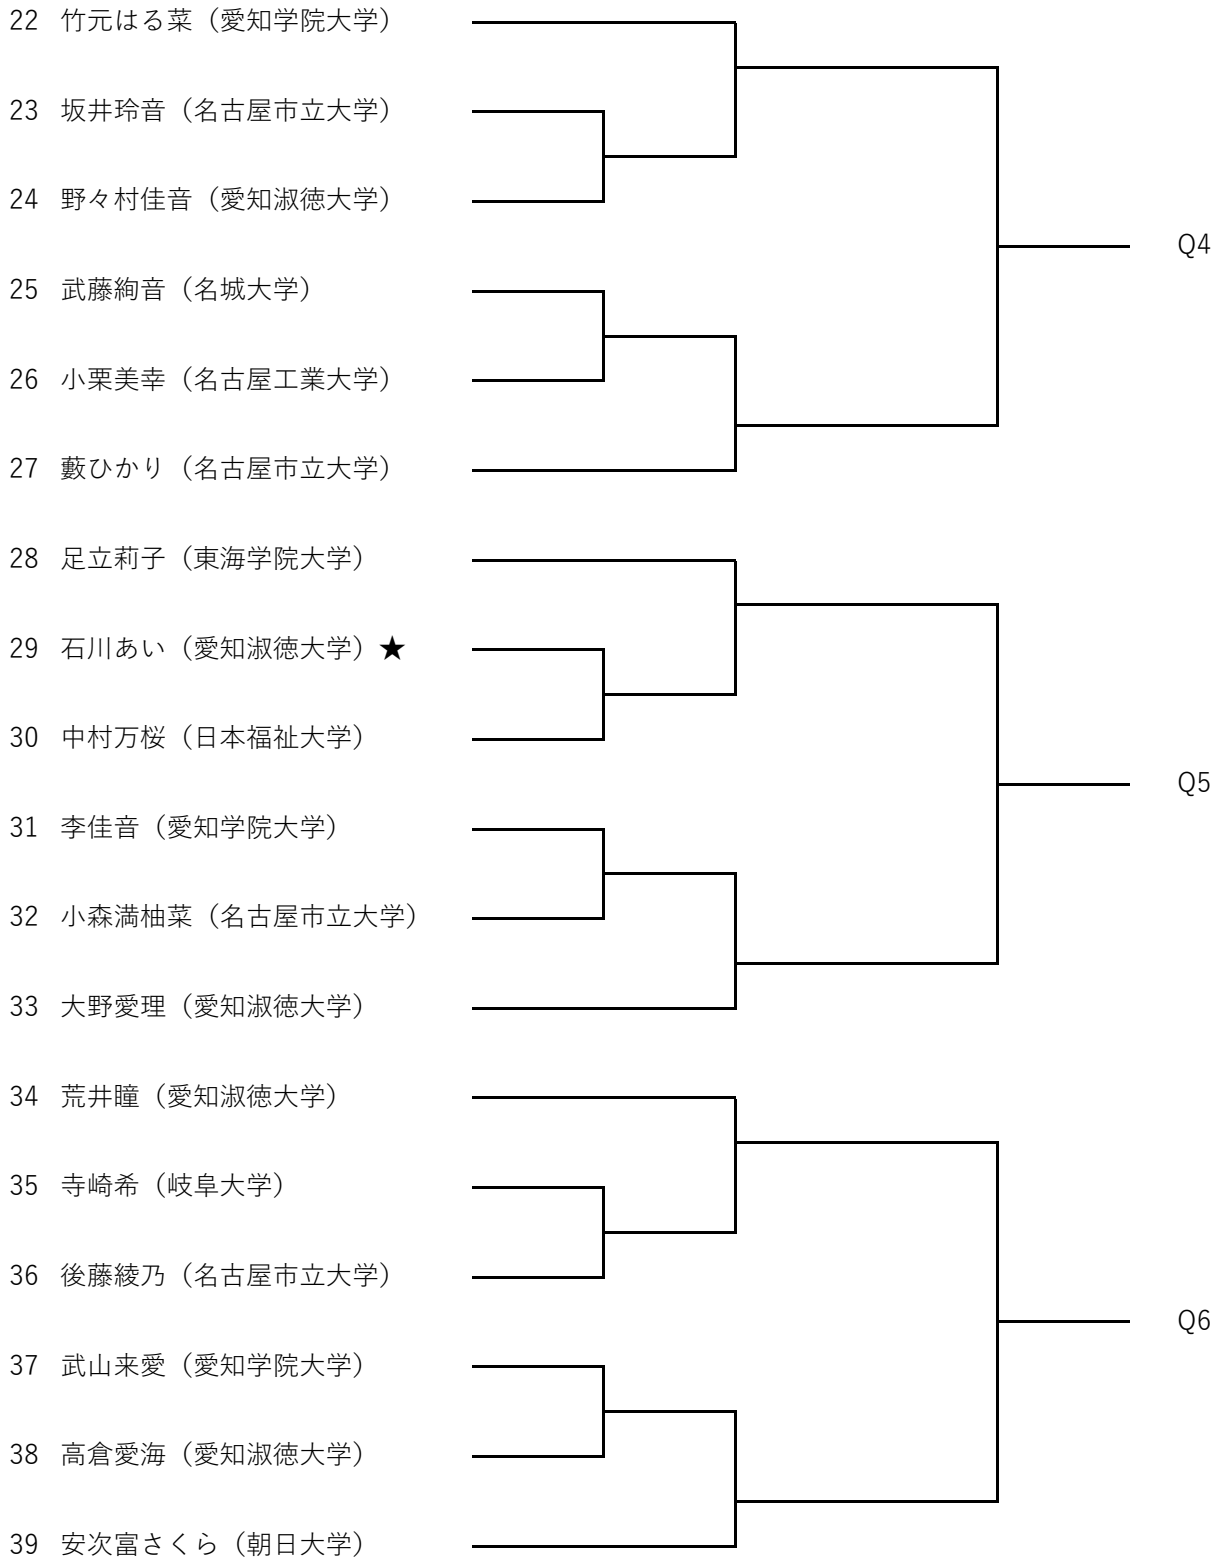 22 竹元はる菜（愛知学院大学）
23 坂井玲音（名古屋市立大学）
24 野々村佳音（愛知淑徳大学）
Q4
25 武藤絢音（名城大学）
26 小栗美幸（名古屋工業大学）
27 藪ひかり（名古屋市立大学）
28 足立莉子（東海学院大学）
29 石川あい（愛知淑徳大学）★
30 中村万桜（日本福祉大学）
Q5
31 李佳音（愛知学院大学）
32 小森満柚菜（名古屋市立大学）
33 大野愛理（愛知淑徳大学）
34 荒井瞳（愛知淑徳大学）
35 寺崎希（岐阜大学）
36 後藤綾乃（名古屋市立大学）
Q6
37 武山来愛（愛知学院大学）
38 高倉愛海（愛知淑徳大学）
39 安次富さくら（朝日大学）